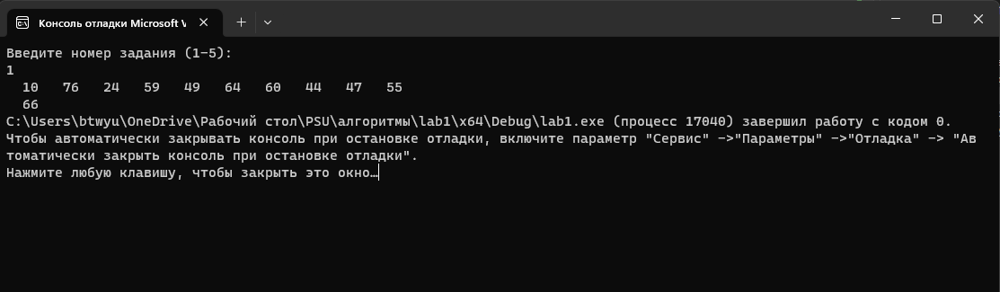 Консоль отладки Microsoft V
Введите номер задания (1-5):
1
10 76 24 59 49 64 60 44 47 55
66
C:\Users\btwyu\OneDrive\Рабочий стол\PSU\алгоритмы\lab1\x64\Debug\lab1.exe (процесс 17040) завершил работу с кодом 0.
Чтобы автоматически закрывать консоль при остановке отладки, включите параметр "Сервис" ->"Параметры" ->"Отладка" -> "Ав
томатически закрыть консоль при остановке отладки".
Нажмите любую клавишу, чтобы закрыть это окно…